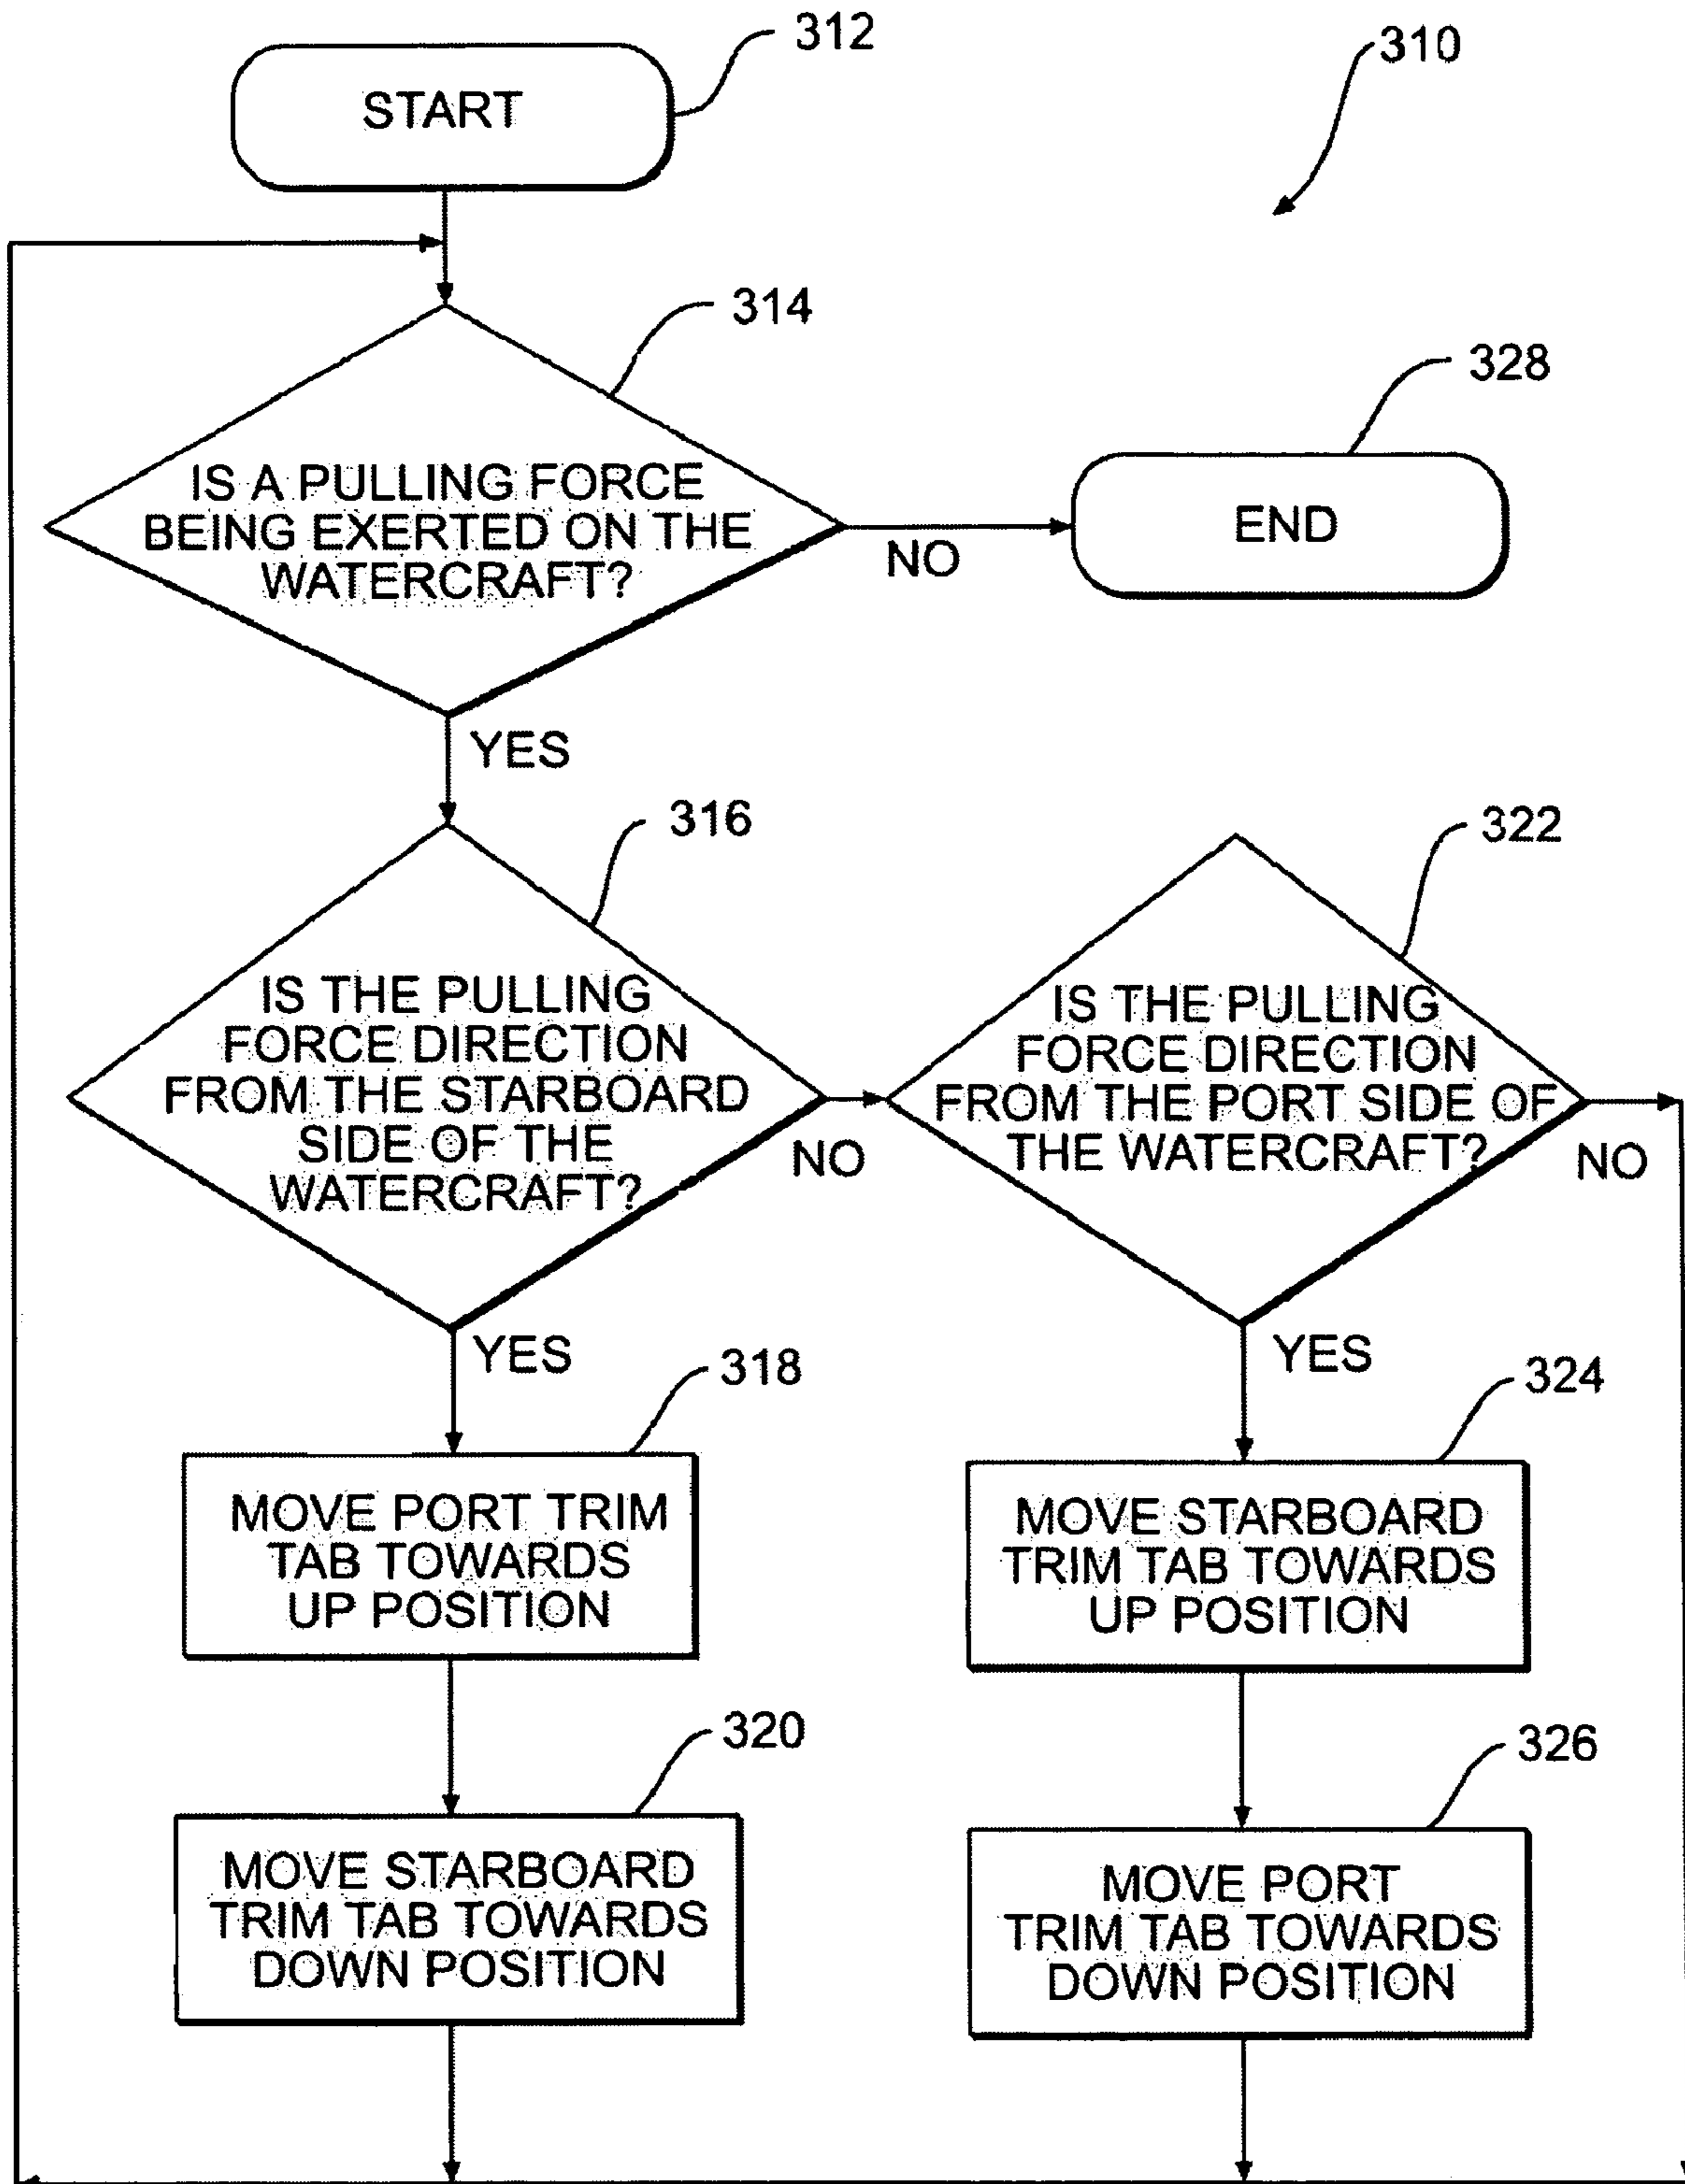 312
START
310
314
IS A PULLING FORCE
BEING EXERTED ON THE
WATERCRAFT?
NO
328
END
YES
316
IS THE PULLING
FORCE DIRECTION
FROM THE STARBOARD
SIDE OF THE
WATERCRAFT?
NO
322
IS THE PULLING
FORCE DIRECTION
FROM THE PORT SIDE OF
THE WATERCRAFT?
NO
YES
318
MOVE PORT TRIM
TAB TOWARDS
UP POSITION
YES
324
MOVE STARBOARD
TRIM TAB TOWARDS
UP POSITION
320
MOVE STARBOARD
TRIM TAB TOWARDS
DOWN POSITION
326
MOVE PORT
TRIM TAB TOWARDS
DOWN POSITION